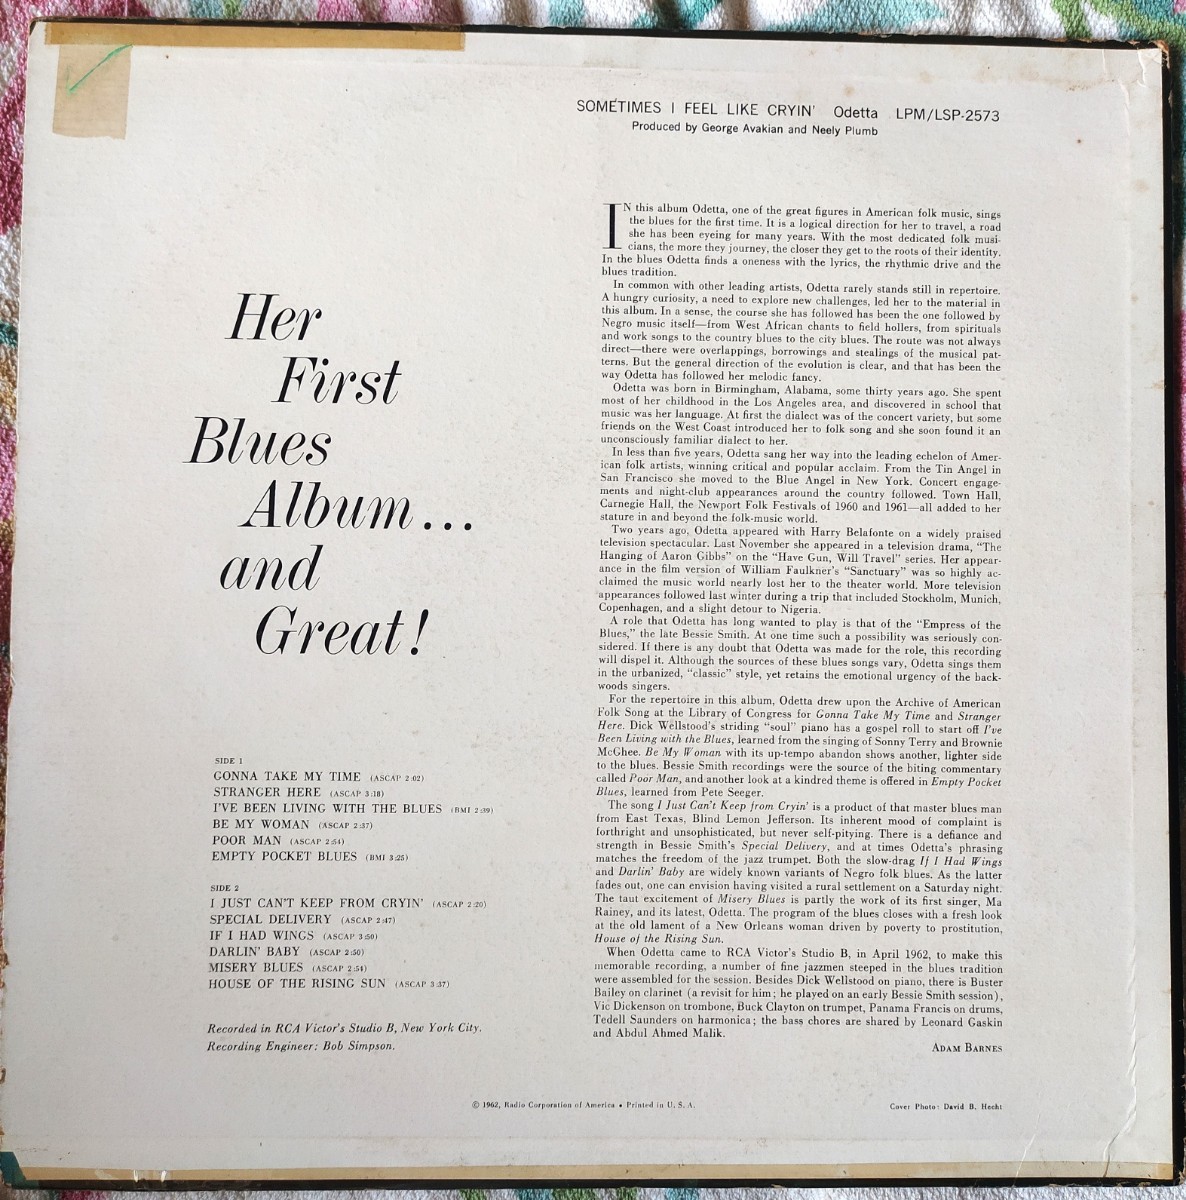 SOMETIMES I FEEL LIKE CRYIN' Odetta LPM/LSP-2573
Produced by George Avakian and Neely Plumb
Her
First
Blues
Album...
and
Great!
SIDE 1
GONNA TAKE MY TIME (ASCAP 2:02)
STRANGER HERE (ASCAP 3:18)
I'VE BEEN LIVING WITH THE BLUES (BMI 2:39)
BE MY WOMAN (ASCAP 2:37)
POOR MAN (ASCAP 2:54)
EMPTY POCKET BLUES (BMI 3:25)
SIDE 2
I JUST CAN'T KEEP FROM CRYIN' (ASCAP 2:20)
SPECIAL DELIVERY (ASCAP 2:47)
IF I HAD WINGS (ASCAP 3:50)
DARLIN' BABY (ASCAP 2:50)
MISERY BLUES (ASCAP 2:54)
HOUSE OF THE RISING SUN (ASCAP 3:37)
Recorded in RCA Victor's Studio B, New York City.
Recording Engineer: Bob Simpson.
IN this album Odetta, one of the great figures in American folk music, sings
the blues for the first time. It is a logical direction for her to travel, a road
she has been eyeing for many years. With the most dedicated folk musi-
cians, the more they journey, the closer they get to the roots of their identity.
In the blues Odetta finds a oneness with the lyrics, the rhythmic drive and the
blues tradition.
In common with other leading artists, Odetta rarely stands still in repertoire.
A hungry curiosity, a need to explore new challenges, led her to the material in
this album. In a sense, the course she has followed has been the one followed by
Negro music itself—from West African chants to field hollers, from spirituals
and work songs to the country blues to the city blues. The route was not always
direct—there were overlappings, borrowings and stealings of the musical pat-
terns. But the general direction of the evolution is clear, and that has been the
way Odetta has followed her melodic fancy.
Odetta was born in Birmingham, Alabama, some thirty years ago. She spent
most of her childhood in the Los Angeles area, and discovered in school that
music was her language. At first the dialect was of the concert variety, but some
friends on the West Coast introduced her to folk song and she soon found it an
unconsciously familiar dialect to her.
In less than five years, Odetta sang her way into the leading echelon of Amer-
ican folk artists, winning critical and popular acclaim. From the Tin Angel in
San Francisco she moved to the Blue Angel in New York. Concert engage-
ments and night-club appearances around the country followed. Town Hall,
Carnegie Hall, the Newport Folk Festivals of 1960 and 1961—all added to her
stature in and beyond the folk-music world.
Two years ago, Odetta appeared with Harry Belafonte on a widely praised
television spectacular. Last November she appeared in a television drama, "The
Hanging of Aaron Gibbs" on the "Have Gun, Will Travel" series. Her appear-
ance in the film version of William Faulkner's "Sanctuary" was so highly ac-
claimed the music world nearly lost her to the theater world. More television
appearances followed last winter during a trip that included Stockholm, Munich,
Copenhagen, and a slight detour to Nigeria.
A role that Odetta has long wanted to play is that of the "Empress of the
Blues," the late Bessie Smith. At one time such a possibility was seriously con-
sidered. If there is any doubt that Odetta was made for the role, this recording
will dispel it. Although the sources of these blues songs vary, Odetta sings them
in the urbanized, "classic" style, yet retains the emotional urgency of the back-
woods singers.
For the repertoire in this album, Odetta drew upon the Archive of American
Folk Song at the Library of Congress for Gonna Take My Time and Stranger
Here. Dick Wellstood's striding "soul" piano has a gospel roll to start off I've
Been Living with the Blues, learned from the singing of Sonny Terry and Brownie
McGhee. Be My Woman with its up-tempo abandon shows another, lighter side
to the blues. Bessie Smith recordings were the source of the biting commentary
called Poor Man, and another look at a kindred theme is offered in Empty Pocket
Blues, learned from Pete Seeger.
The song I Just Can't Keep from Cryin' is a product of that master blues man
from East Texas, Blind Lemon Jefferson. Its inherent mood of complaint is
forthright and unsophisticated, but never self-pitying. There is a defiance and
strength in Bessie Smith's Special Delivery, and at times Odetta's phrasing
matches the freedom of the jazz trumpet. Both the slow-drag If I Had Wings
and Darlin' Baby are widely known variants of Negro folk blues. As the latter
fades out, one can envision having visited a rural settlement on a Saturday night.
The taut excitement of Misery Blues is partly the work of its first singer, Ma
Rainey, and its latest, Odetta. The program of the blues closes with a fresh look
at the old lament of a New Orleans woman driven by poverty to prostitution,
House of the Rising Sun.
When Odetta came to RCA Victor's Studio B, in April 1962, to make this
memorable recording, a number of fine jazzmen steeped in the blues tradition
were assembled for the session. Besides Dick Wellstood on piano, there is Buster
Bailey on clarinet (a revisit for him; he played on an early Bessie Smith session),
Vic Dickenson on trombone, Buck Clayton on trumpet, Panama Francis on drums,
Tedell Saunders on harmonica; the bass chores are shared by Leonard Gaskin
and Abdul Ahmed Malik.
ADAM BARNES
© 1962, Radio Corporation of America • Printed in U. S. A.
Cover Photo: David B. Hecht